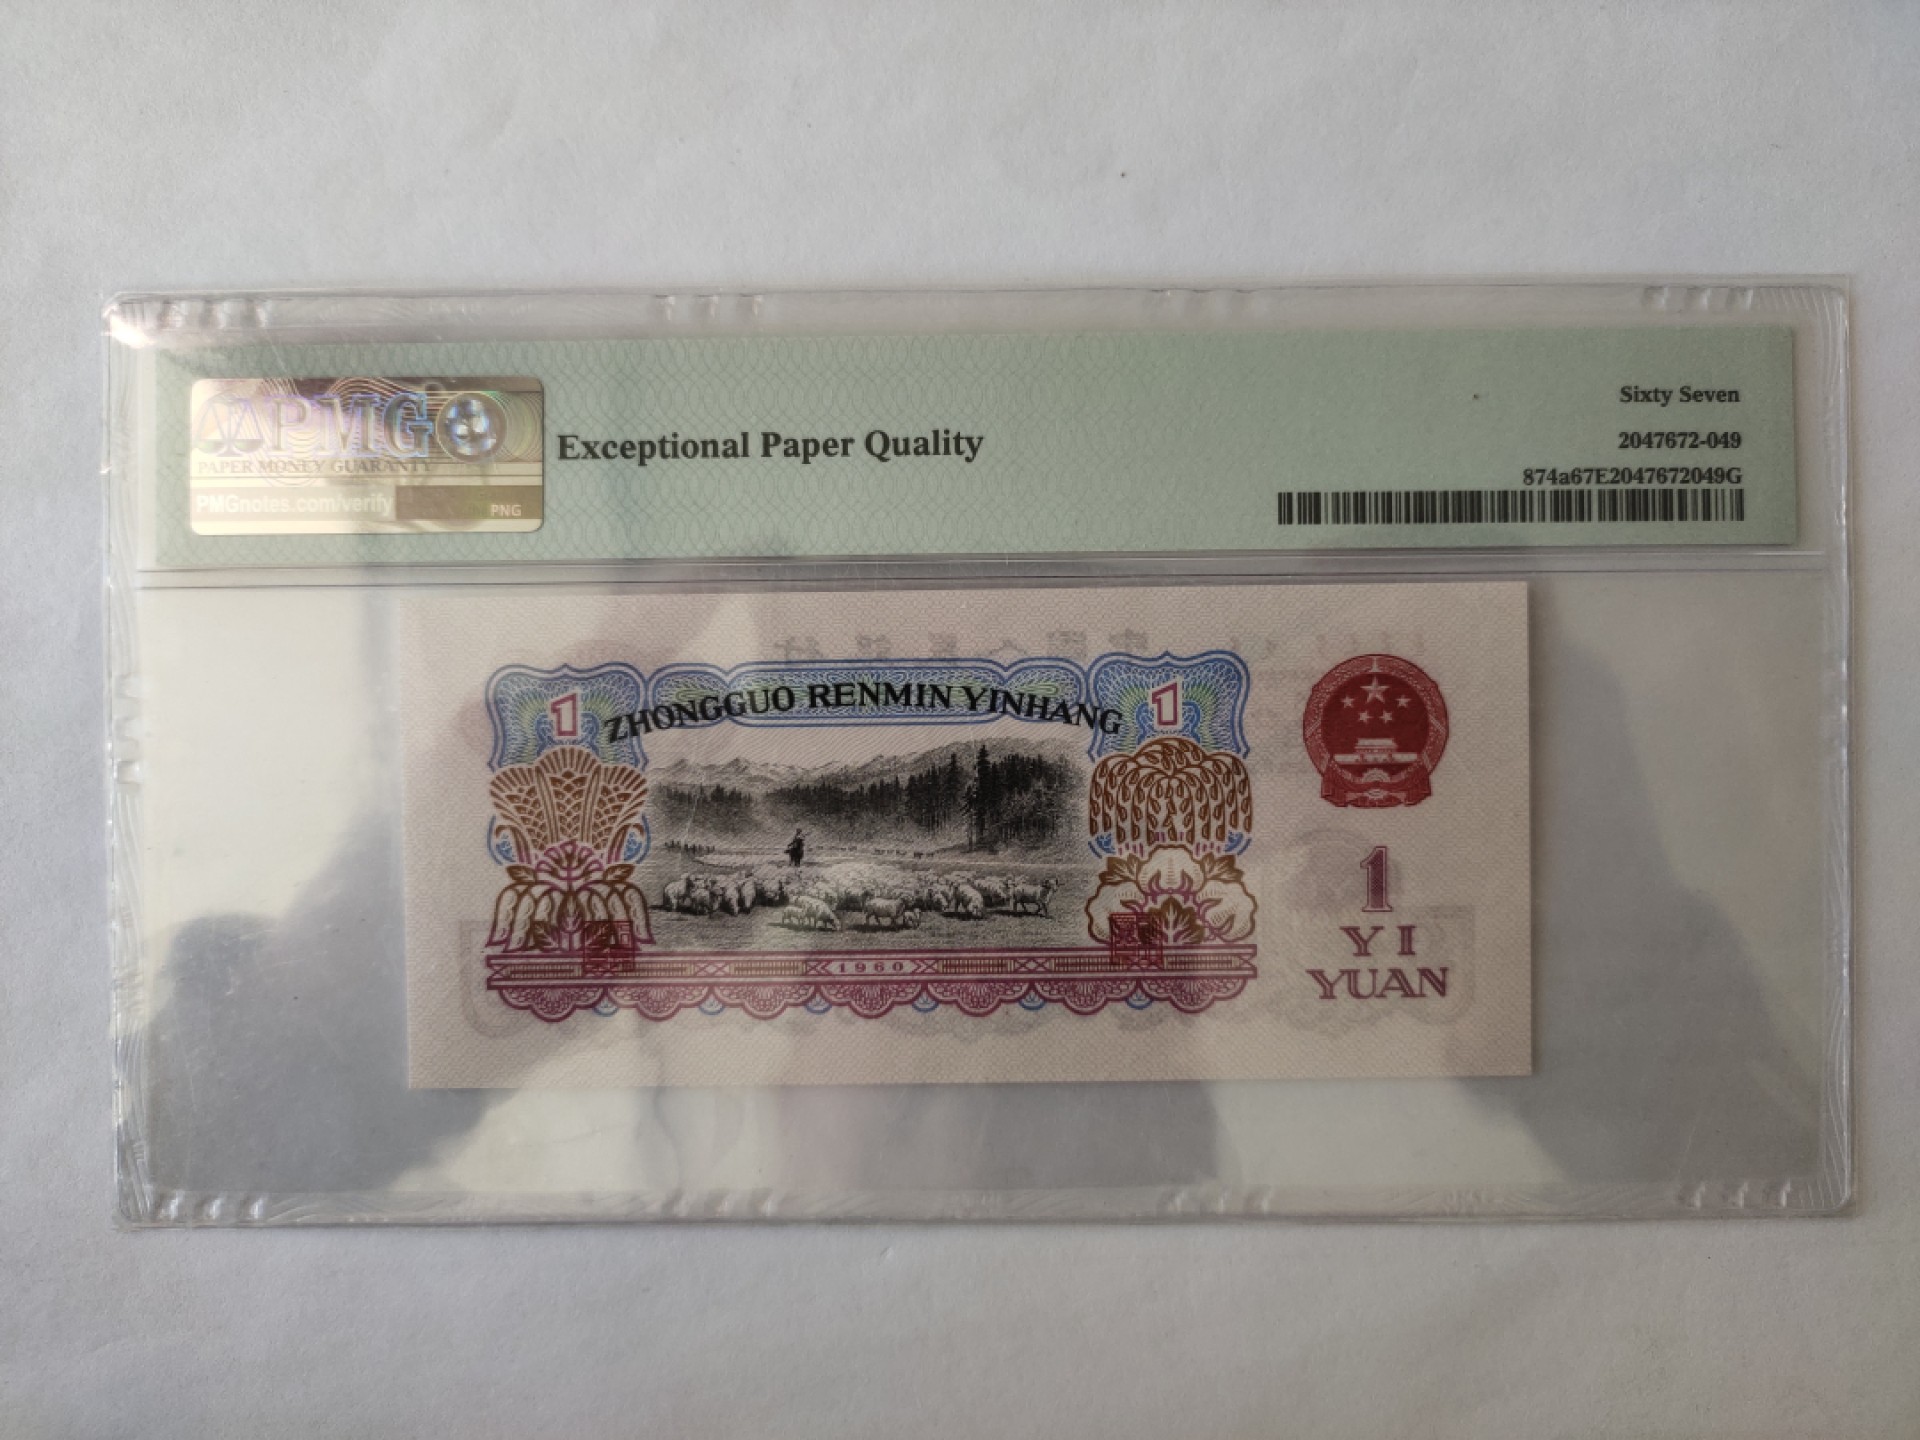 PMG
PAPER MONEY GUARANTY
PMGnotes.com/verify
PNG
Exceptional Paper Quality
Sixty Seven
2047672-049
874a67E2047672049G
1
ZHONGGUO RENMIN YINHANG
1
1960
1
YI
YUAN